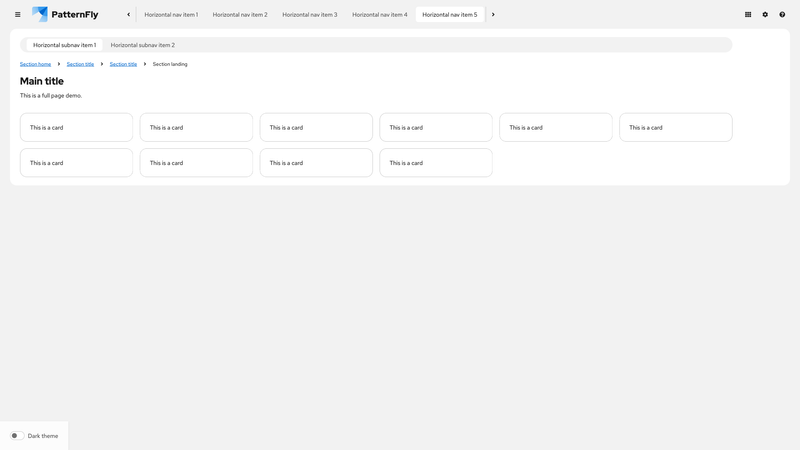 PatternFly
Horizontal nav item 1
Horizontal nav item 2
Horizontal nav item 3
Horizontal nav item 4
Horizontal nav item 5
Horizontal subnav item 1
Horizontal subnav item 2
Section home
Section title
Section title
Section landing
Main title
This is a full page demo.
This is a card
This is a card
This is a card
This is a card
This is a card
This is a card
This is a card
This is a card
This is a card
This is a card
Dark theme